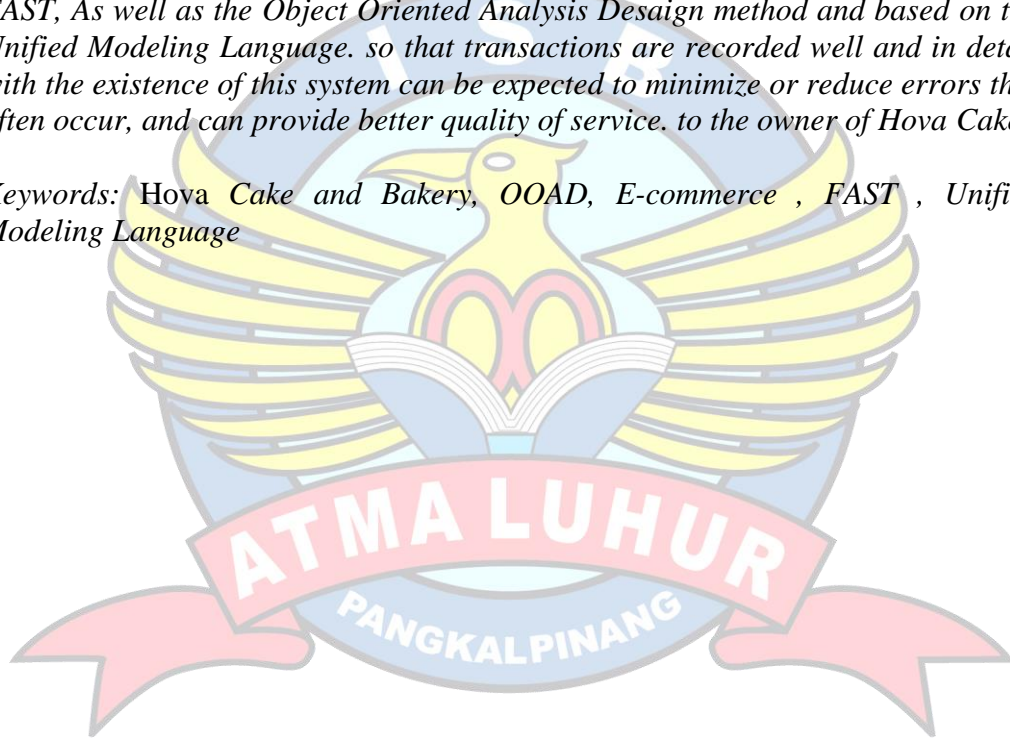 FAST, As well as the Object Oriented Analysis Desaign method and based on t
Unified Modeling Language. so that transactions are recorded well and in deta
with the existence of this system can be expected to minimize or reduce errors th
ften occur, and can provide better quality of service. to the owner of Hova Cak
Keywords: Hova Cake and Bakery, OOAD, E-commerce , FAST , Unifi
Modeling Language
ISB
ATMA LUHUR
PANGKALPINANG